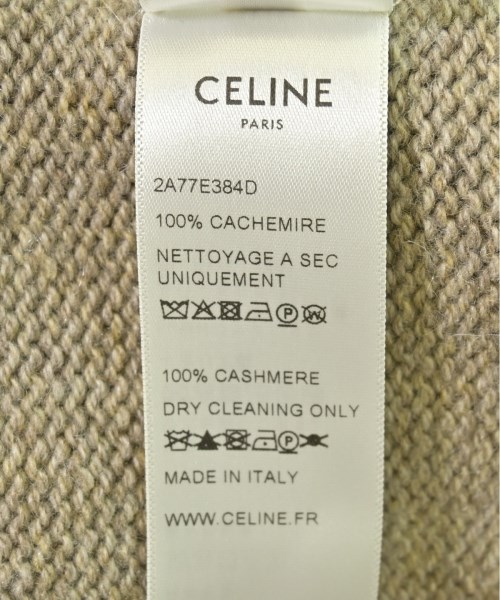 CELINE
PARIS
2A77E384D
100% CACHEMIRE
NETTOYAGE A SEC
UNIQUEMENT
100% CASHMERE
DRY CLEANING ONLY
MADE IN ITALY
WWW.CELINE.FR